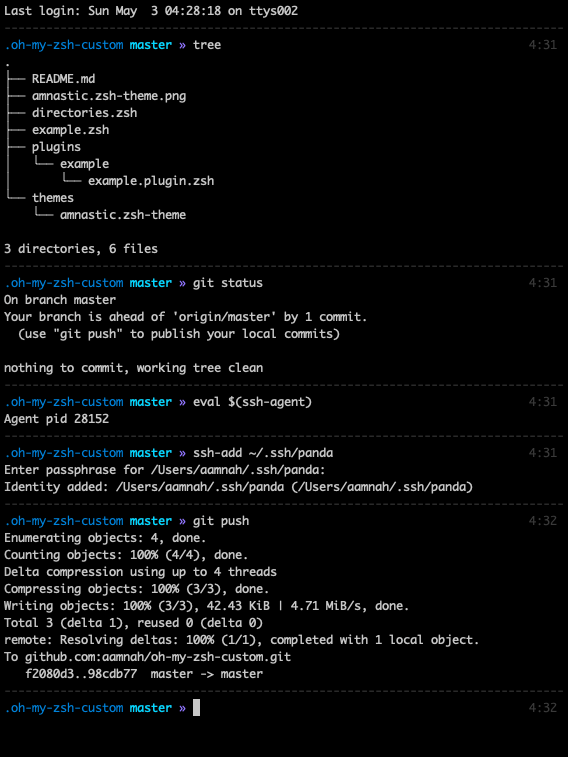 Last login: Sun May  3 04:28:18 on ttys002
.oh-my-zsh-custom master » tree 4:31
.
├── README.md
├── amnastic.zsh-theme.png
├── directories.zsh
├── example.zsh
├── plugins
│   └── example
│       └── example.plugin.zsh
└── themes
    └── amnastic.zsh-theme
3 directories, 6 files
.oh-my-zsh-custom master » git status 4:31
On branch master
Your branch is ahead of 'origin/master' by 1 commit.
  (use "git push" to publish your local commits)
nothing to commit, working tree clean
.oh-my-zsh-custom master » eval $(ssh-agent) 4:31
Agent pid 28152
.oh-my-zsh-custom master » ssh-add ~/.ssh/panda 4:31
Enter passphrase for /Users/aamnah/.ssh/panda:
Identity added: /Users/aamnah/.ssh/panda (/Users/aamnah/.ssh/panda)
.oh-my-zsh-custom master » git push 4:32
Enumerating objects: 4, done.
Counting objects: 100% (4/4), done.
Delta compression using up to 4 threads
Compressing objects: 100% (3/3), done.
Writing objects: 100% (3/3), 42.43 KiB | 4.71 MiB/s, done.
Total 3 (delta 1), reused 0 (delta 0)
remote: Resolving deltas: 100% (1/1), completed with 1 local object.
To github.com:aamnah/oh-my-zsh-custom.git
   f2080d3..98cdb77  master -> master
.oh-my-zsh-custom master » 4:32